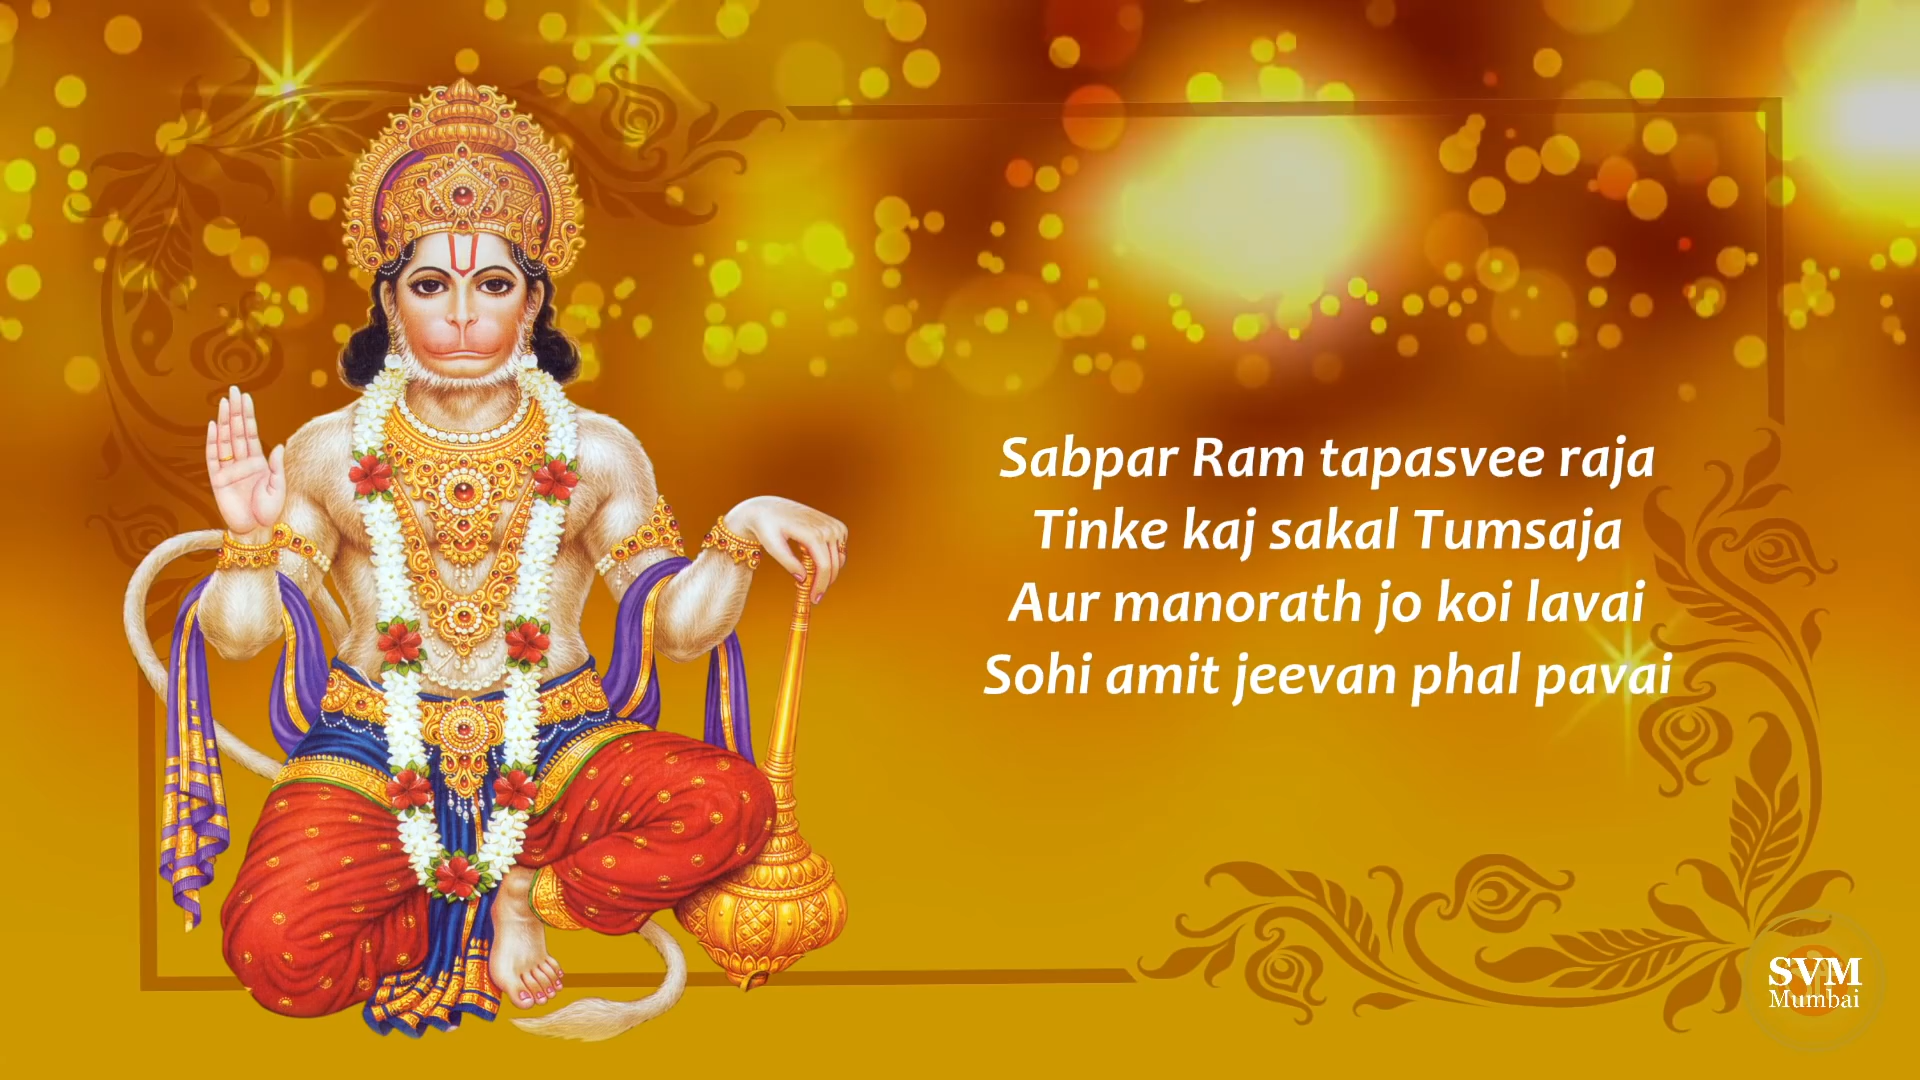 Sabpar Ram tapasvee raja
Tinke kaj sakal Tumsaja
Aur manorath jo koi lavai
Sohi amit jeevan phal pavai
SVM
Mumbai